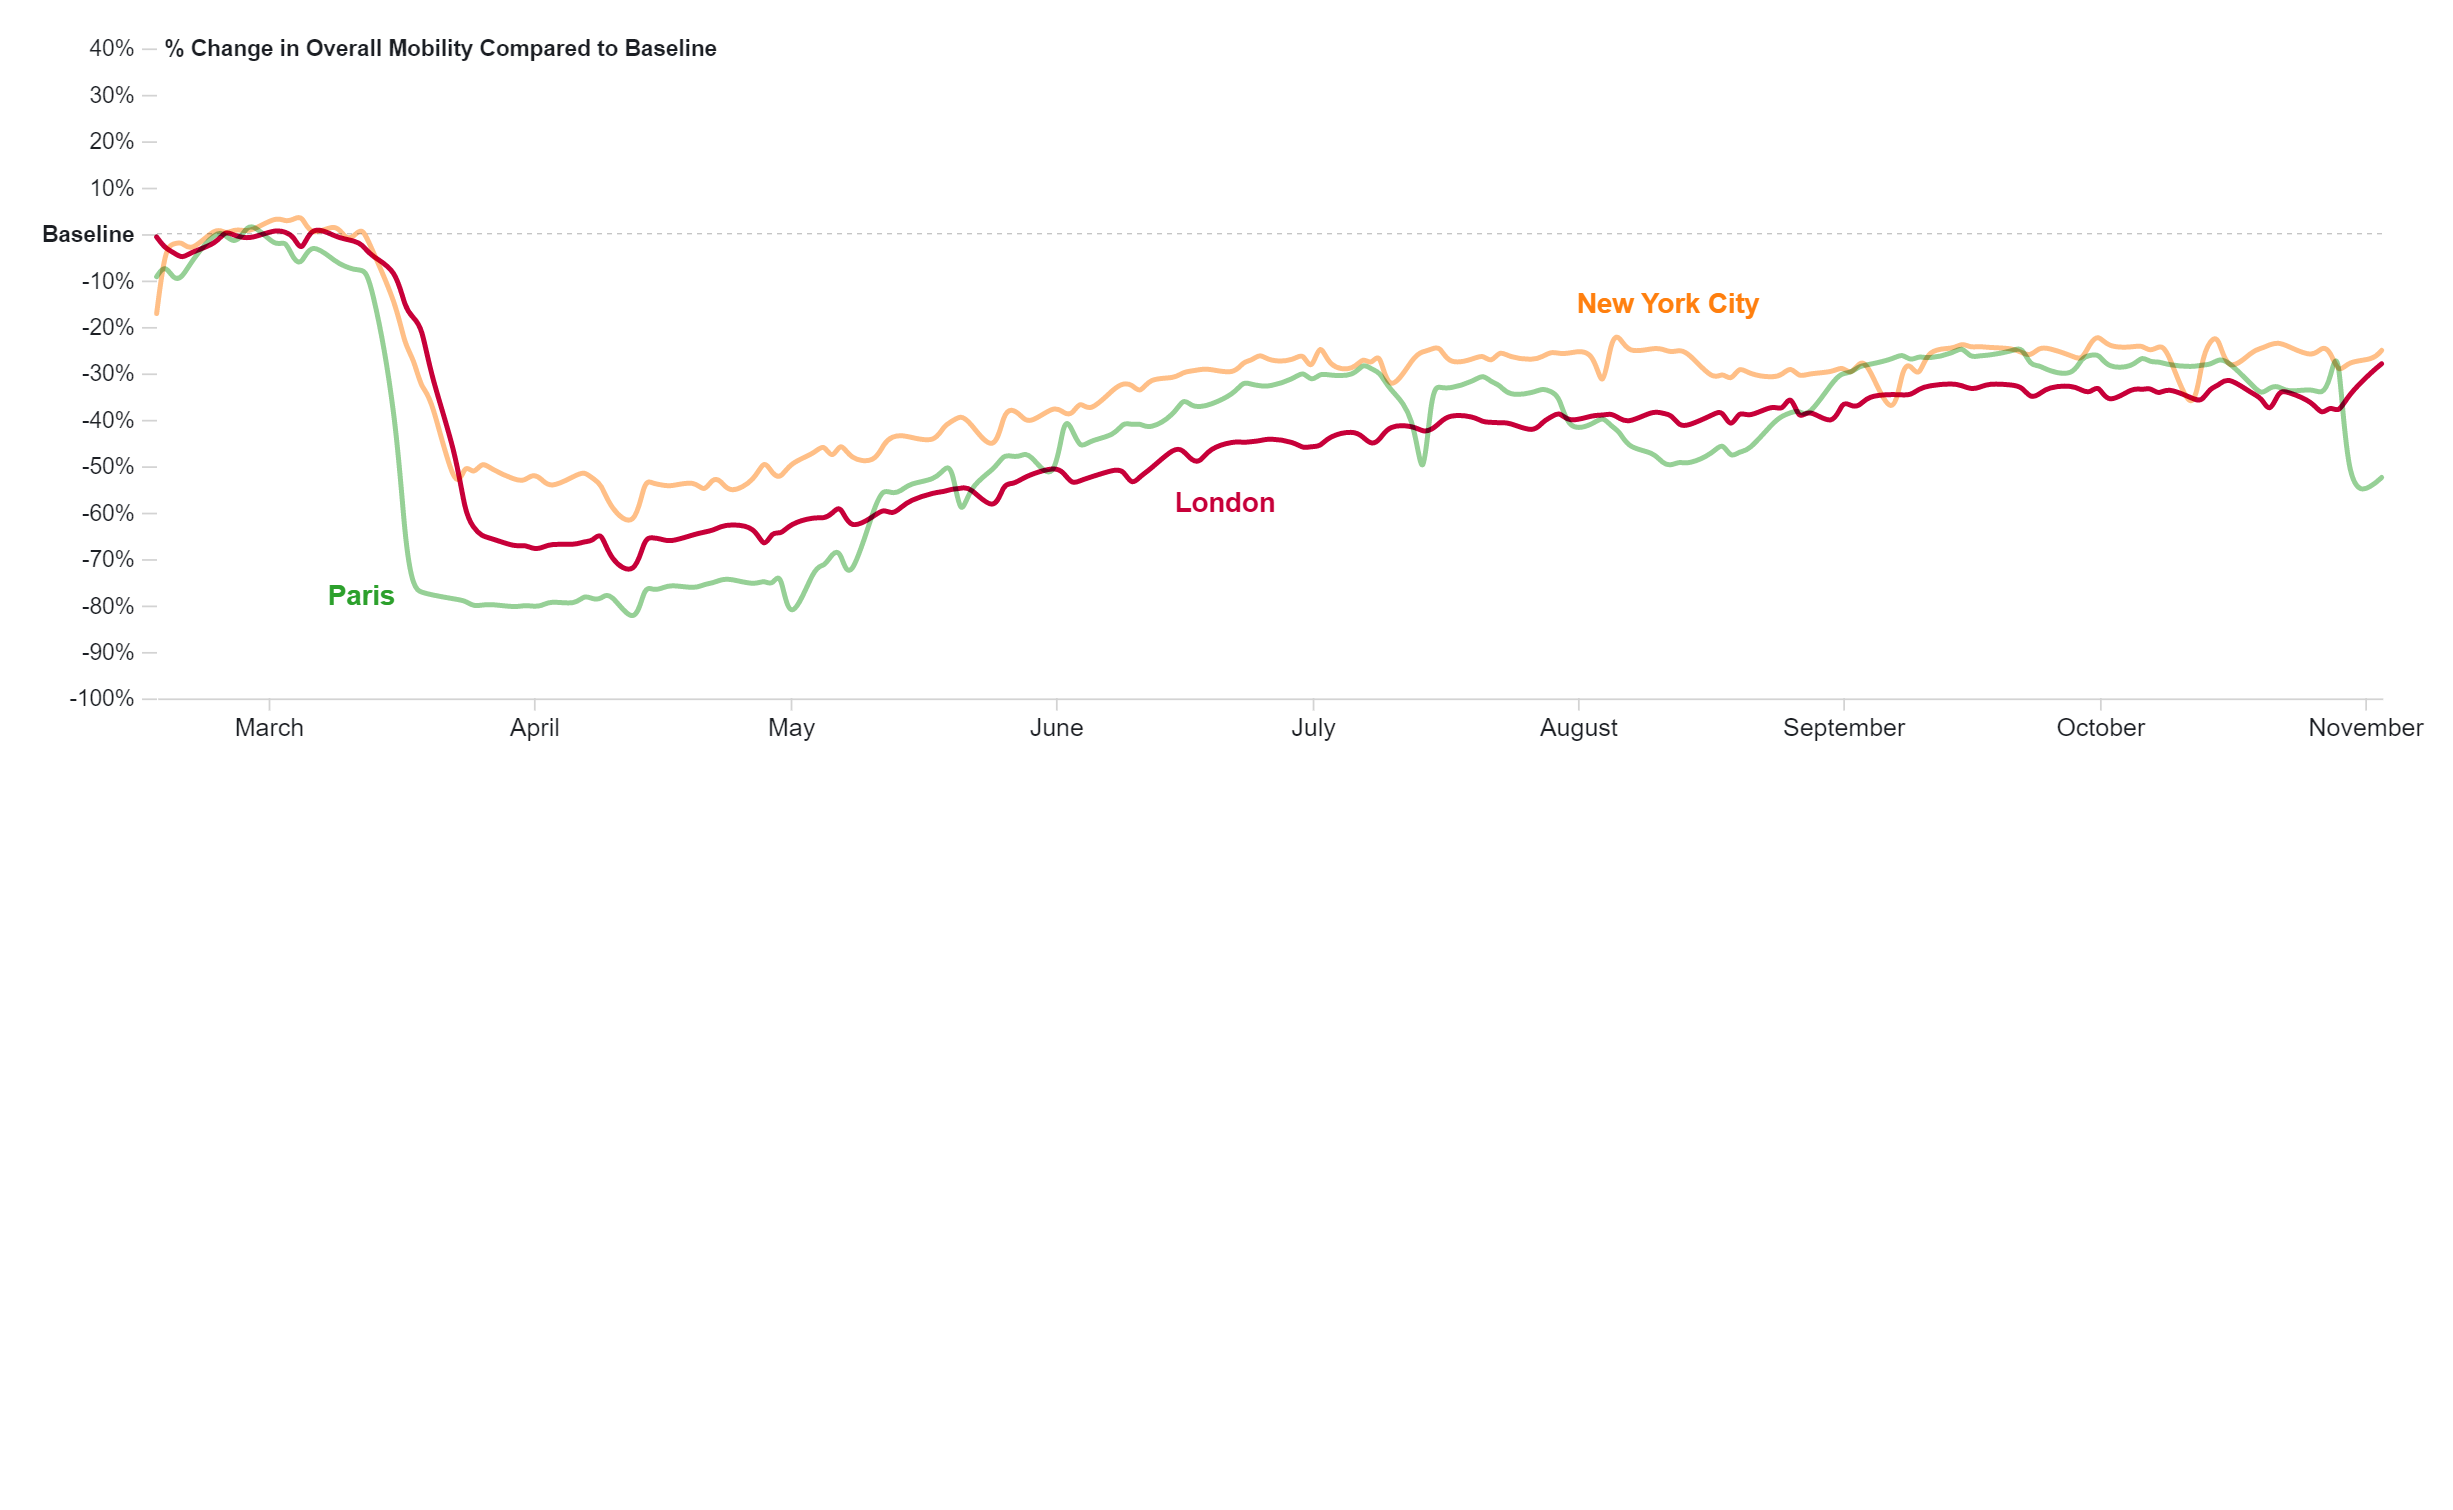 40% % Change in Overall Mobility Compared to Baseline
30%
20%
10%
Baseline
-10%
New York City
-20%
-30%
-40%
-50%
London
-60%
-70%
Paris
-80%
-90%
-100%
March April May June July August September October November